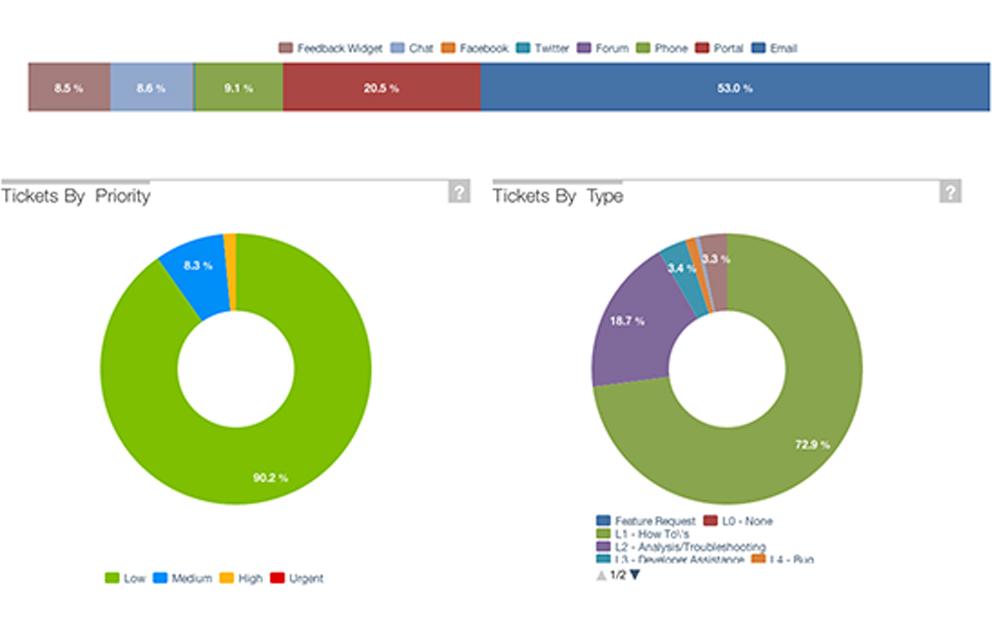 Feedback Widget Chat Facebook Twitter Forum Phone Portal Email
8.5 % 8.6 % 9.1 % 20.5 % 53.0 %
Tickets By Priority ?
8.3 %
90.2 %
Low Medium High Urgent
Tickets By Type ?
3.3 %
3.4 %
18.7 %
72.9 %
Feature Request L0 - None
L1 - How To\'s
L2 - Analysis/Troubleshooting
L3 - Developer Assistance L4 - Bug
1/2